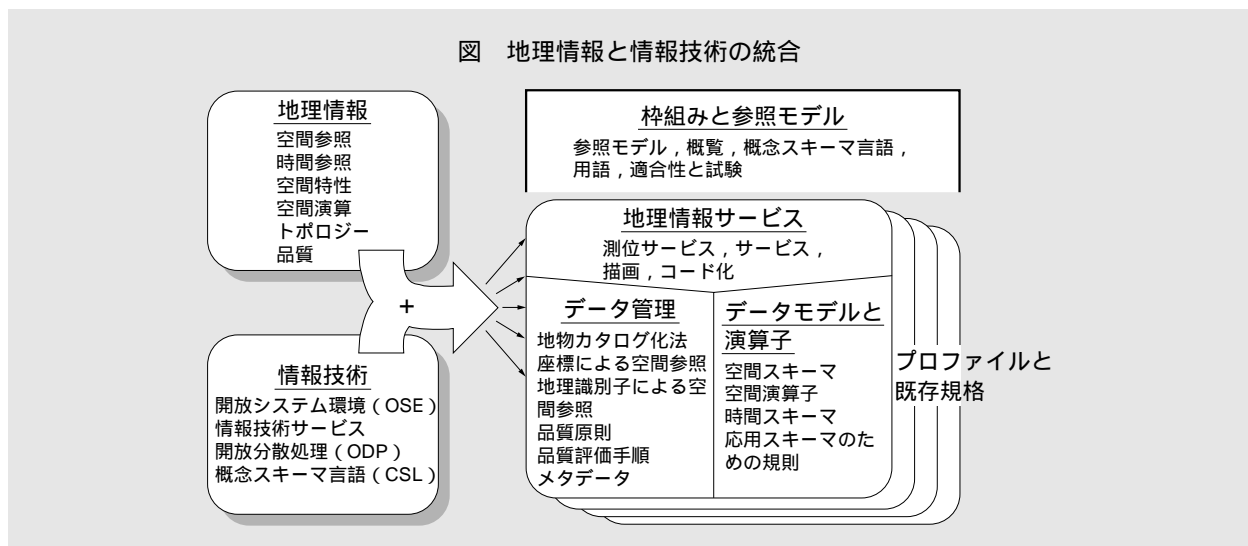 図　地理情報と情報技術の統合
地理情報
空間参照
時間参照
空間特性
空間演算
トポロジー
品質
+
情報技術
開放システム環境（OSE）
情報技術サービス
開放分散処理（ODP）
概念スキーマ言語（CSL）
枠組みと参照モデル
参照モデル，概覧，概念スキーマ言語，
用語，適合性と試験
地理情報サービス
測位サービス，サービス，
描画，コード化
データ管理
地物カタログ化法
座標による空間参照
地理識別子による空
間参照
品質原則
品質評価手順
メタデータ
データモデルと
演算子
空間スキーマ
空間演算子
時間スキーマ
応用スキーマのた
めの規則
プロファイルと
既存規格